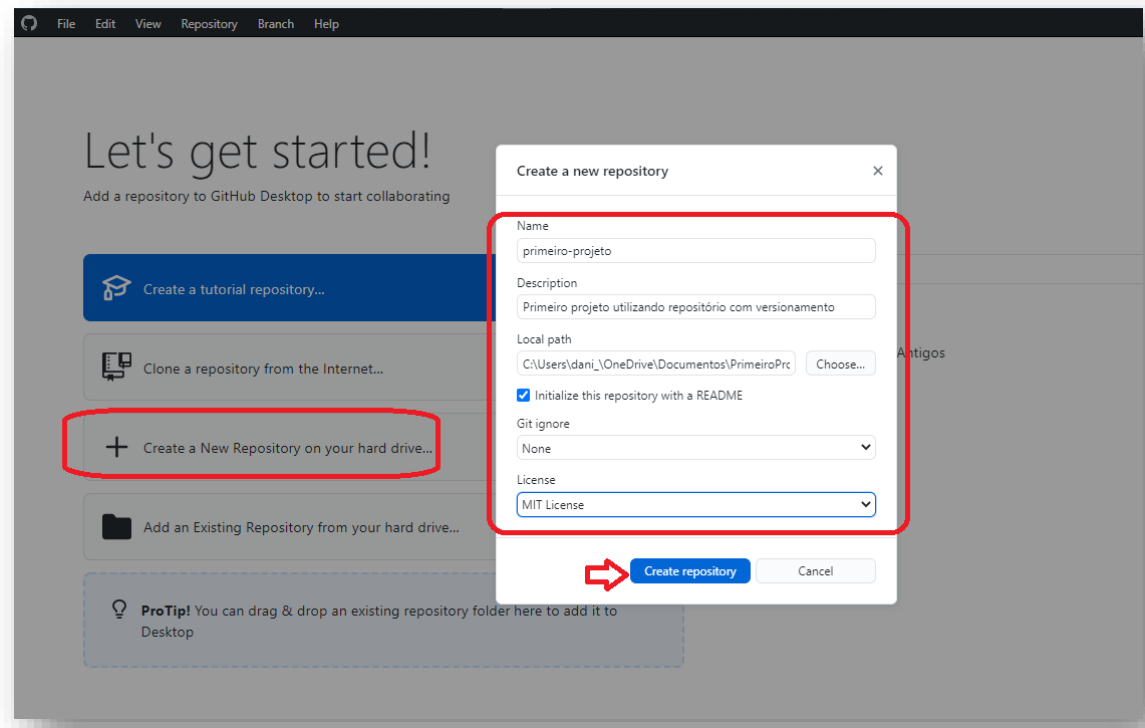 File Edit View Repository Branch Help
Let's get started!
Add a repository to GitHub Desktop to start collaborating
Create a tutorial repository...
Clone a repository from the Internet...
Create a New Repository on your hard drive...
Add an Existing Repository from your hard drive...
ProTip! You can drag & drop an existing repository folder here to add it to
Desktop
Antigos
Create a new repository
Name
primeiro-projeto
Description
Primeiro projeto utilizando repositório com versionamento
Local path
C:\Users\dani_\OneDrive\Documentos\PrimeiroPrc
Choose...
Initialize this repository with a README
Git ignore
None
License
MIT License
Create repository
Cancel